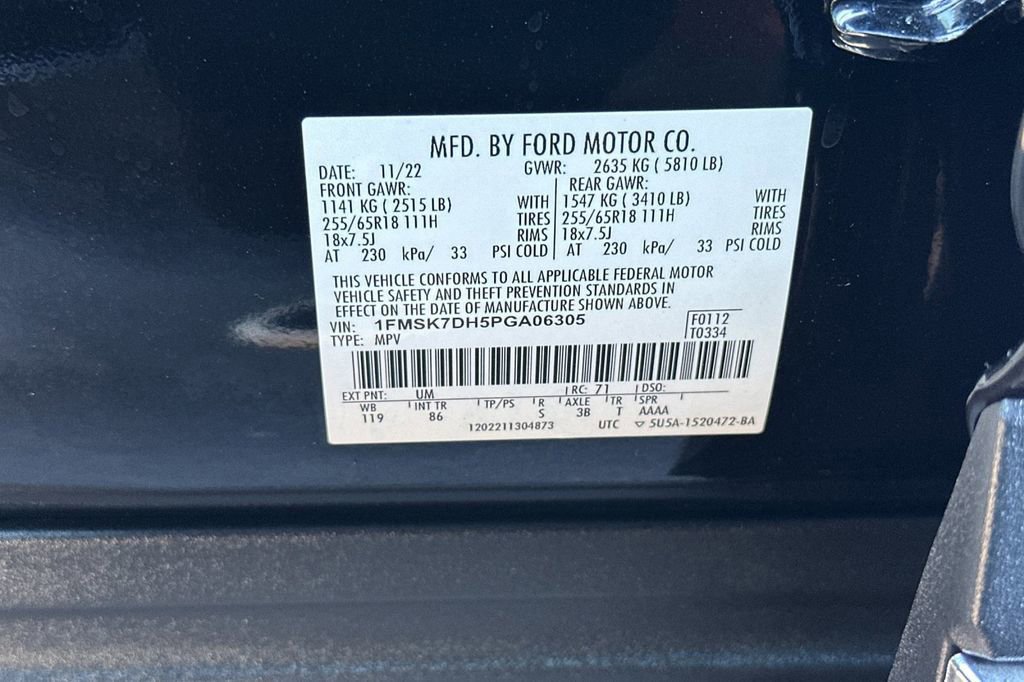 MFD. BY FORD MOTOR CO.
DATE: 11/22 GVWR: 2635 KG ( 5810 LB)
FRONT GAWR: REAR GAWR:
1141 KG ( 2515 LB) WITH 1547 KG ( 3410 LB) WITH
255/65R18 111H TIRES 255/65R18 111H TIRES
18x7.5J RIMS 18x7.5J RIMS
AT 230 kPa/ 33 PSI COLD AT 230 kPa/ 33 PSI COLD
THIS VEHICLE CONFORMS TO ALL APPLICABLE FEDERAL MOTOR
VEHICLE SAFETY AND THEFT PREVENTION STANDARDS IN
EFFECT ON THE DATE OF MANUFACTURE SHOWN ABOVE.
VIN: 1FMSK7DH5PGA06305 F0112
TYPE: MPV T0334
EXT PNT: UM RC: 71 DSO:
WB INT TR TP/PS R AXLE TR SPR
119 86 S 3B T AAAA
1202211304873 UTC ▽ 5U5A-1520472-BA